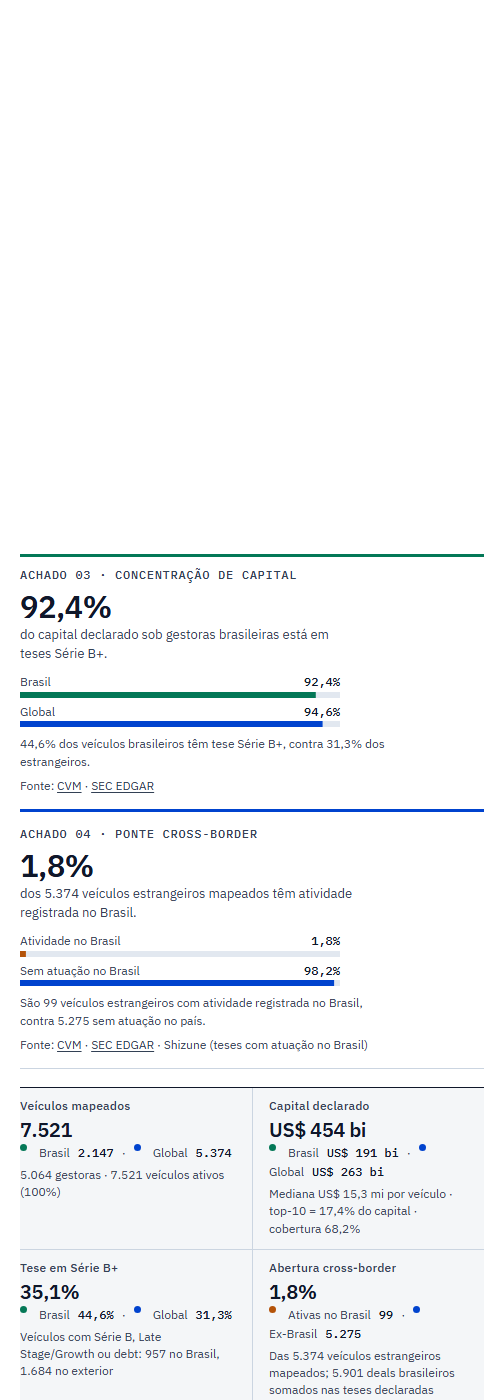 ACHADO 03 · CONCENTRAÇÃO DE CAPITAL
92,4%
do capital declarado sob gestoras brasileiras está em
teses Série B+.
Brasil 92,4%
Global 94,6%
44,6% dos veículos brasileiros têm tese Série B+, contra 31,3% dos
estrangeiros.
Fonte: CVM · SEC EDGAR
ACHADO 04 · PONTE CROSS-BORDER
1,8%
dos 5.374 veículos estrangeiros mapeados têm atividade
registrada no Brasil.
Atividade no Brasil 1,8%
Sem atuação no Brasil 98,2%
São 99 veículos estrangeiros com atividade registrada no Brasil,
contra 5.275 sem atuação no país.
Fonte: CVM · SEC EDGAR · Shizune (teses com atuação no Brasil)
Veículos mapeados
7.521
Brasil 2.147 · Global 5.374
5.064 gestoras · 7.521 veículos ativos
(100%)
Capital declarado
US$ 454 bi
Brasil US$ 191 bi ·
Global US$ 263 bi
Mediana US$ 15,3 mi por veículo ·
top-10 = 17,4% do capital ·
cobertura 68,2%
Tese em Série B+
35,1%
Brasil 44,6% · Global 31,3%
Veículos com Série B, Late
Stage/Growth ou debt: 957 no Brasil,
1.684 no exterior
Abertura cross-border
1,8%
Ativas no Brasil 99 ·
Ex-Brasil 5.275
Das 5.374 veículos estrangeiros
mapeados; 5.901 deals brasileiros
somados nas teses declaradas